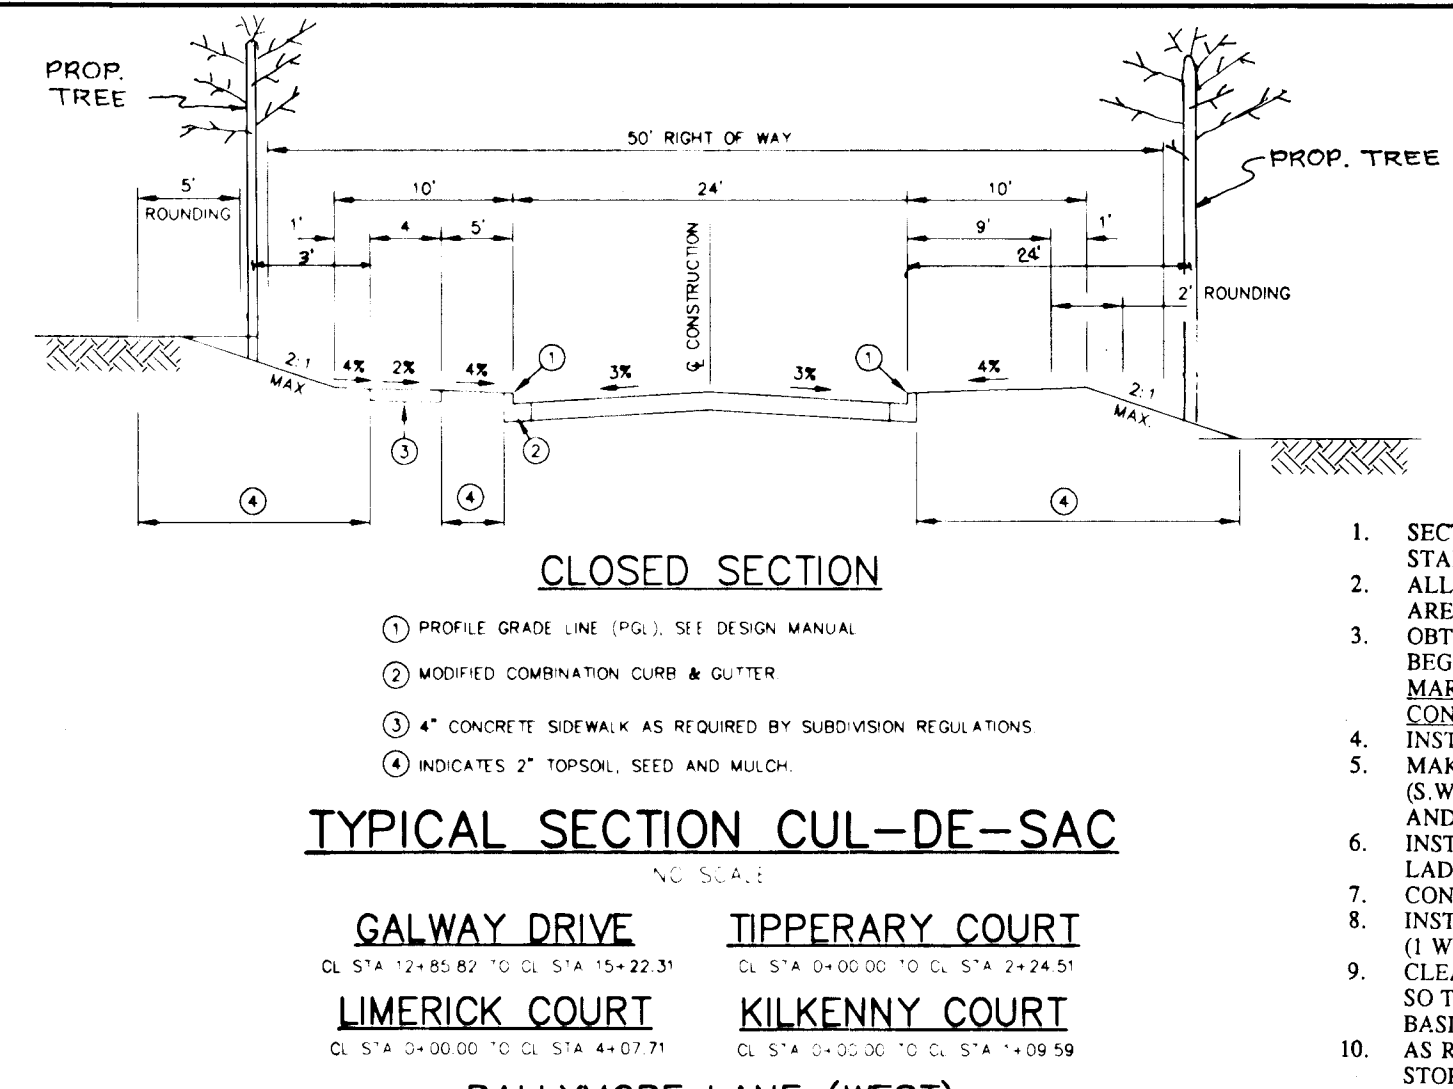 PROP.
TREE
50' RIGHT OF WAY
PROP. TREE
5'
ROUNDING
10'
24'
10'
1'
4
5'
9'
1'
3'
24'
2' ROUNDING
℄ CONSTRUCTION
2:1
MAX.
4%
2%
4%
1
3%
3%
1
4%
2:1
MAX.
3
2
4
4
4
CLOSED SECTION
1 PROFILE GRADE LINE (PGL), SEE DESIGN MANUAL
2 MODIFIED COMBINATION CURB & GUTTER.
3 4" CONCRETE SIDEWALK AS REQUIRED BY SUBDIVISION REGULATIONS.
4 INDICATES 2" TOPSOIL, SEED AND MULCH.
TYPICAL SECTION CUL-DE-SAC
NO SCALE
GALWAY DRIVE
CL STA 12+85.82 TO CL STA 15+22.31
TIPPERARY COURT
CL STA 0+00.00 TO CL STA 2+24.51
LIMERICK COURT
CL STA 0+00.00 TO CL STA 4+07.71
KILKENNY COURT
CL STA 0+00.00 TO CL STA 1+09.59
BALLYMORE LANE (WEST)
1. SECT
STA
2. ALL
ARE
3. OBT
BEG
MAR
CON
4. INST
5. MAK
(S.W
AND
6. INST
LAD
7. CON
8. INST
(1 W
9. CLEA
SO T
BASI
10. AS R
STOR